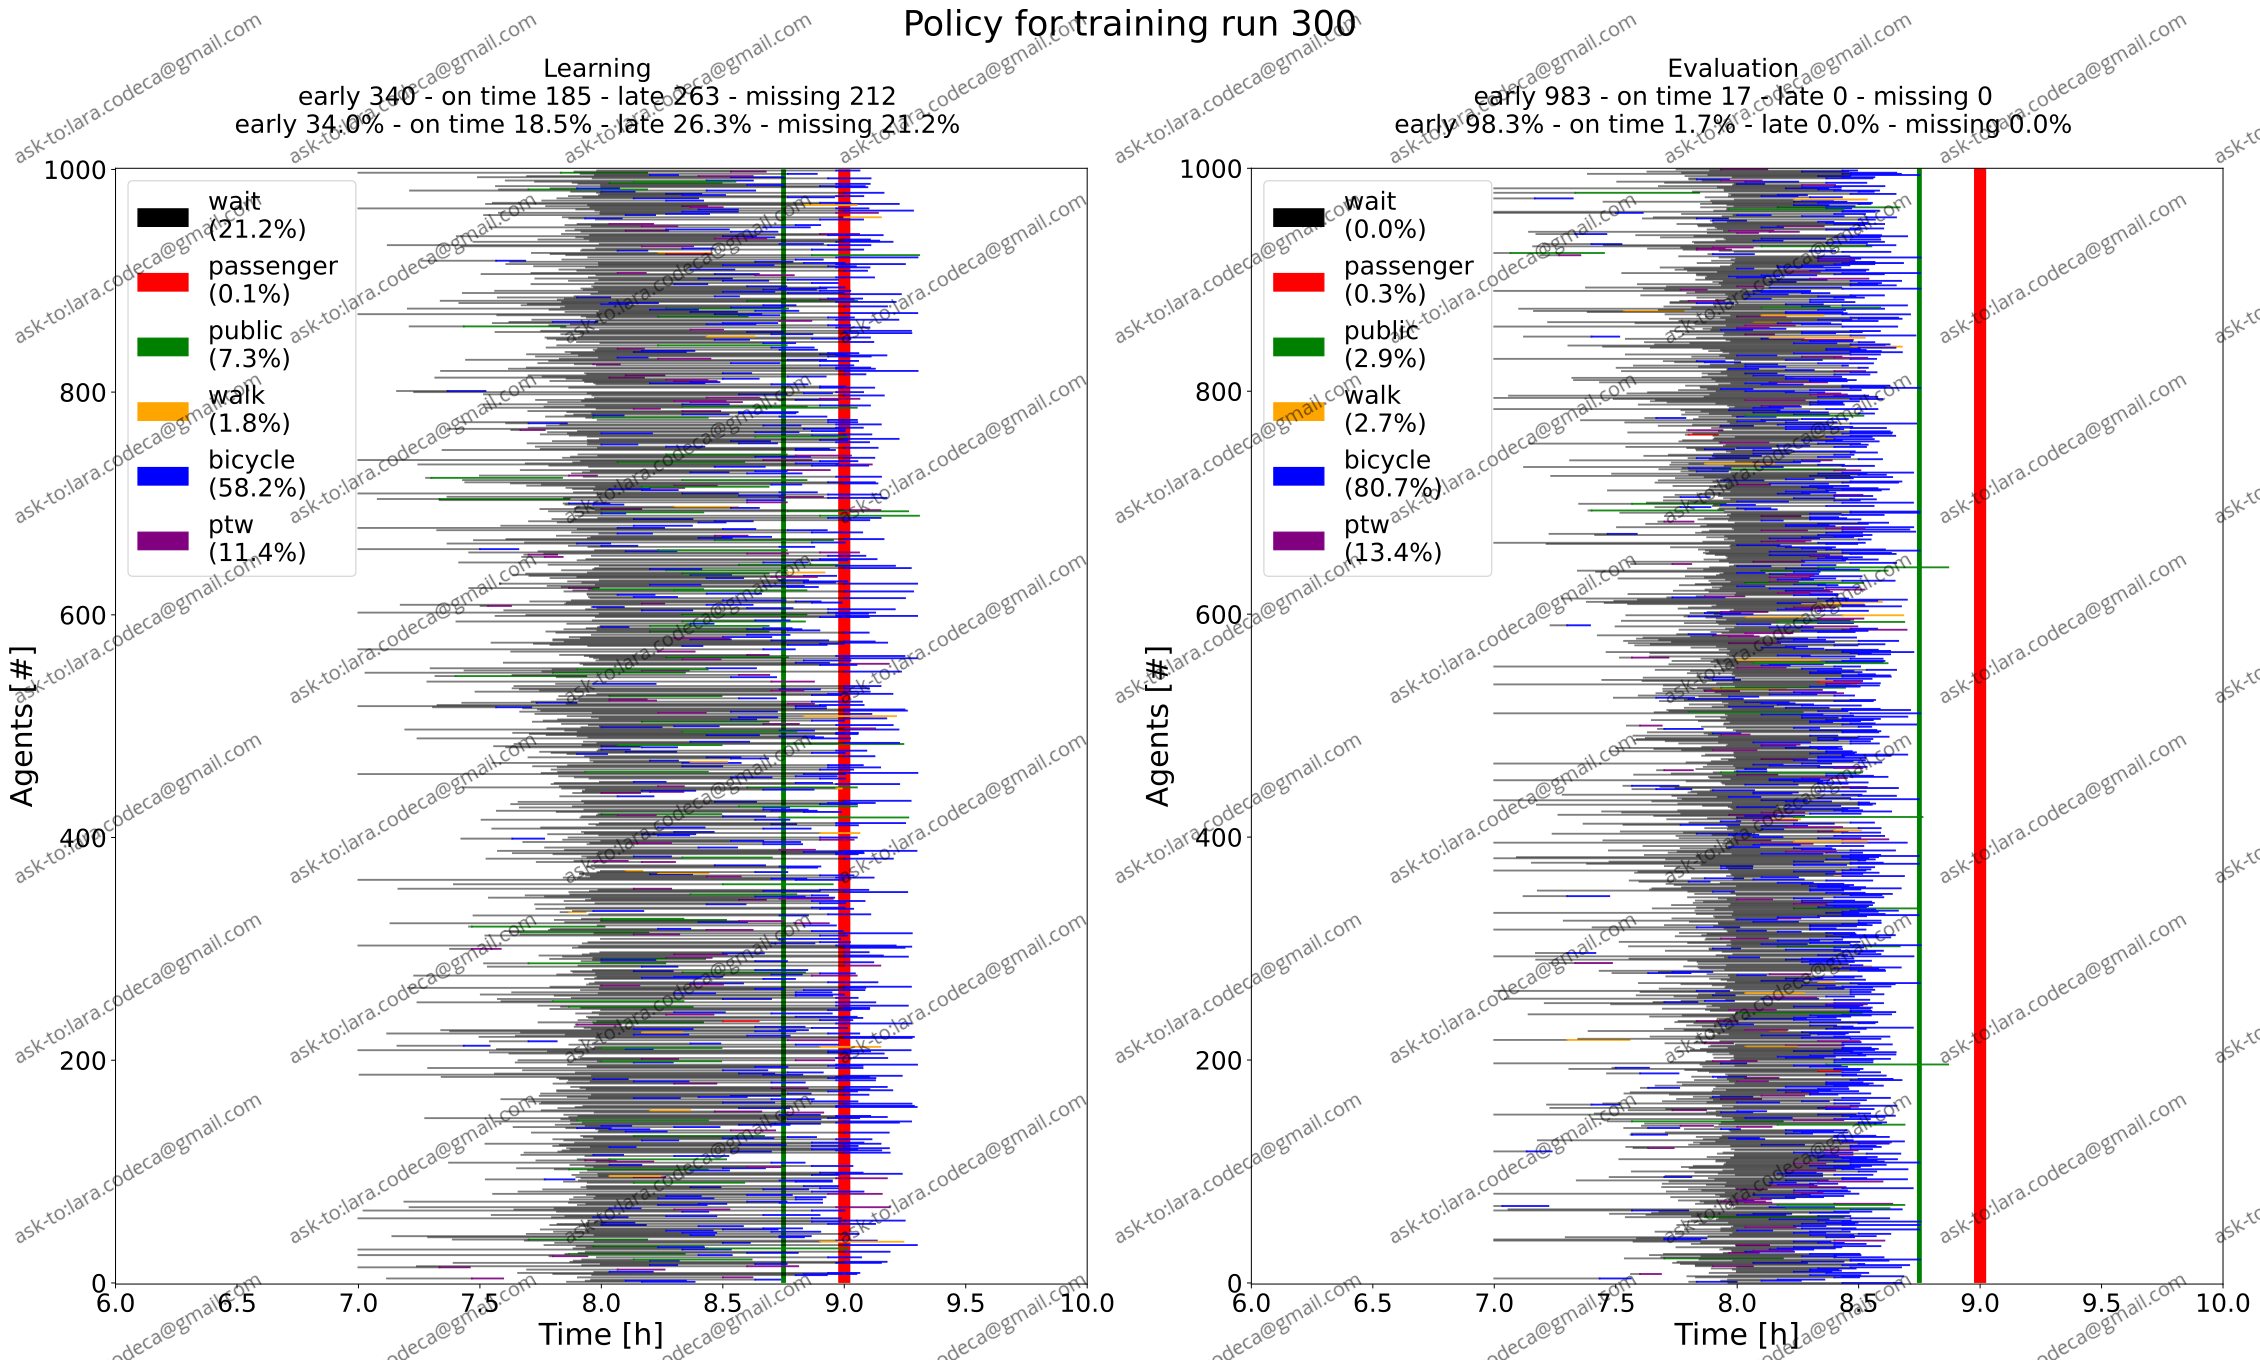 Policy for training run 300
Learning
early 340 - on time 185 - late 263 - missing 212
early 34.0% - on time 18.5% - late 26.3% - missing 21.2%
1000
800
600
400
200
0
Agents [#]
wait
(21.2%)
passenger
(0.1%)
public
(7.3%)
walk
(1.8%)
bicycle
(58.2%)
ptw
(11.4%)
6.0 6.5 7.0 7.5 8.0 8.5 9.0 9.5 10.0
Time [h]
Evaluation
early 983 - on time 17 - late 0 - missing 0
early 98.3% - on time 1.7% - late 0.0% - missing 0.0%
1000
800
600
400
200
0
Agents [#]
wait
(0.0%)
passenger
(0.3%)
public
(2.9%)
walk
(2.7%)
bicycle
(80.7%)
ptw
(13.4%)
6.0 6.5 7.0 7.5 8.0 8.5 9.0 9.5 10.0
Time [h]
ask-to:lara.codeca@gmail.com